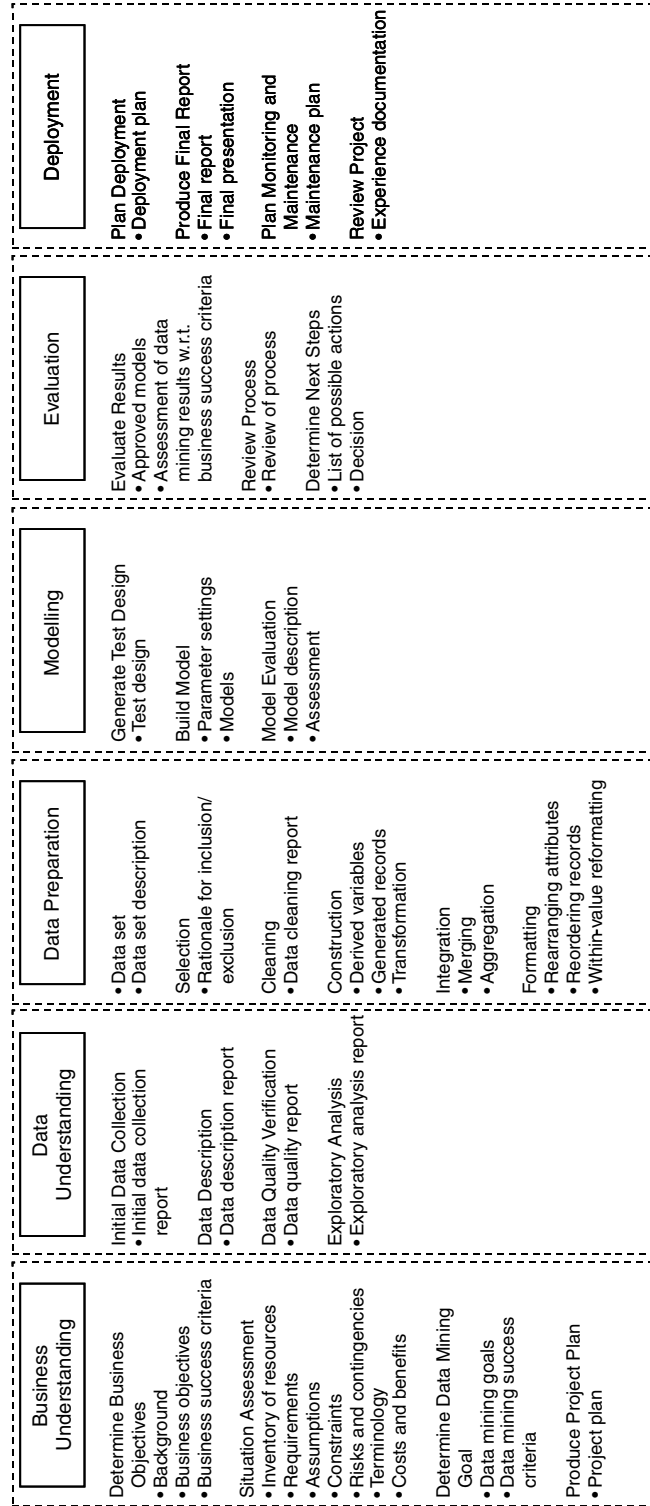 Business
Understanding
Determine Business
Objectives
• Background
• Business objectives
• Business success criteria
Situation Assessment
• Inventory of resources
• Requirements
• Assumptions
• Constraints
• Risks and contingencies
• Terminology
• Costs and benefits
Determine Data Mining
Goal
• Data mining goals
• Data mining success
criteria
Produce Project Plan
• Project plan
Data
Understanding
Initial Data Collection
• Initial data collection
report
Data Description
• Data description report
Data Quality Verification
• Data quality report
Exploratory Analysis
• Exploratory analysis report
Data Preparation
• Data set
• Data set description
Selection
• Rationale for inclusion/
exclusion
Cleaning
• Data cleaning report
Construction
• Derived variables
• Generated records
• Transformation
Integration
• Merging
• Aggregation
Formatting
• Rearranging attributes
• Reordering records
• Within-value reformatting
Modelling
Generate Test Design
• Test design
Build Model
• Parameter settings
• Models
Model Evaluation
• Model description
• Assessment
Evaluation
Evaluate Results
• Approved models
• Assessment of data
mining results w.r.t.
business success criteria
Review Process
• Review of process
Determine Next Steps
• List of possible actions
• Decision
Deployment
Plan Deployment
• Deployment plan
Produce Final Report
• Final report
• Final presentation
Plan Monitoring and
Maintenance
• Maintenance plan
Review Project
• Experience documentation